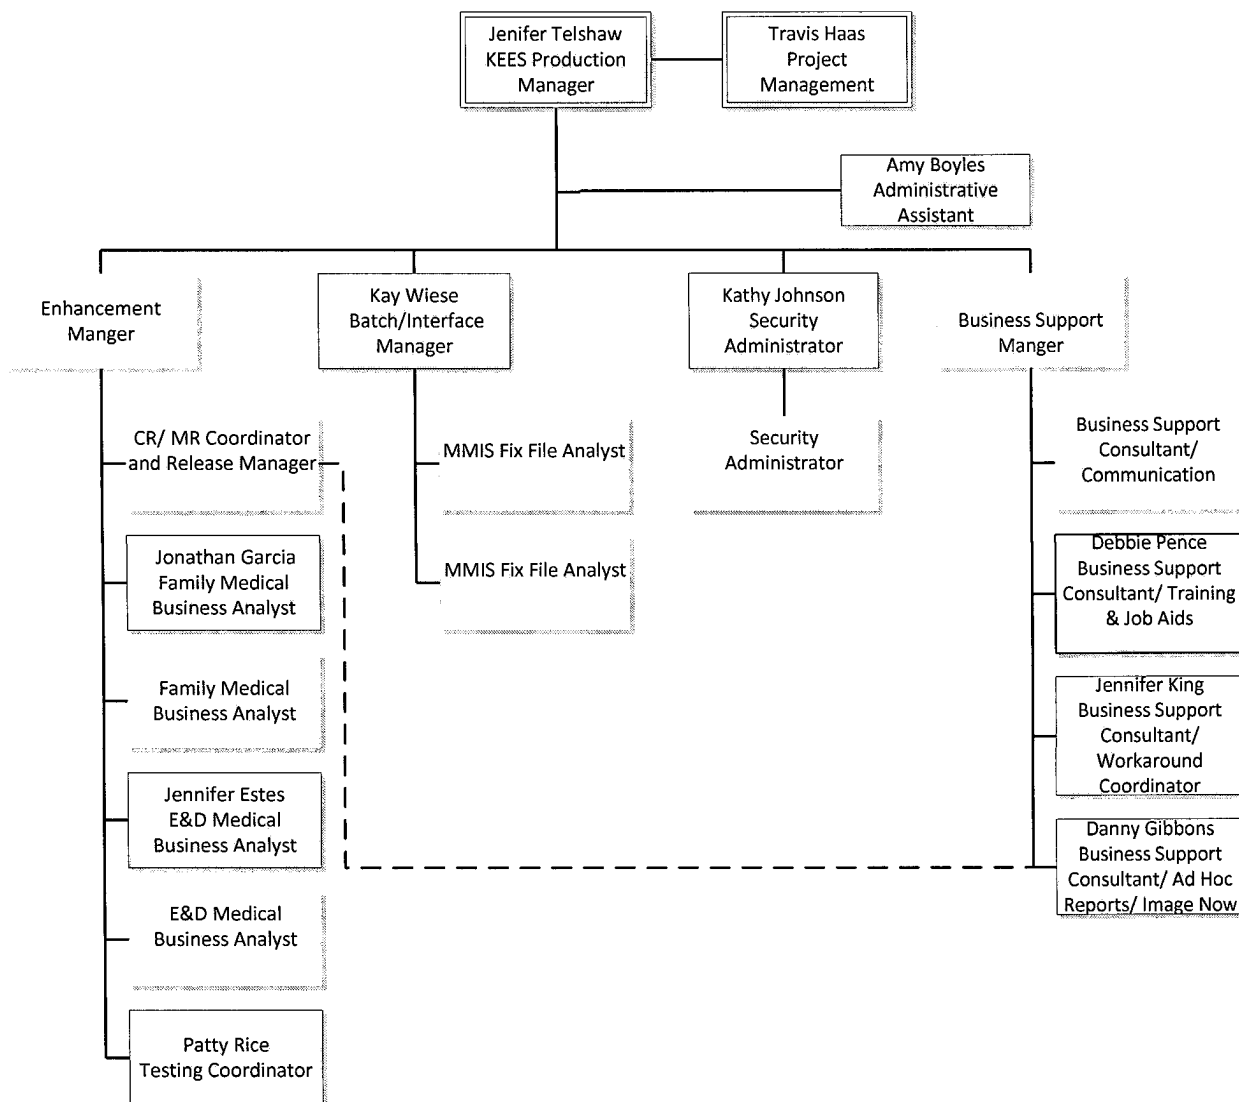 Jenifer Telshaw
KEES Production
Manager
Travis Haas
Project
Management
Amy Boyles
Administrative
Assistant
Enhancement
Manger
Kay Wiese
Batch/Interface
Manager
Kathy Johnson
Security
Administrator
Business Support
Manger
CR/ MR Coordinator
and Release Manager
Jonathan Garcia
Family Medical
Business Analyst
Family Medical
Business Analyst
Jennifer Estes
E&D Medical
Business Analyst
E&D Medical
Business Analyst
Patty Rice
Testing Coordinator
MMIS Fix File Analyst
MMIS Fix File Analyst
Security
Administrator
Business Support
Consultant/
Communication
Debbie Pence
Business Support
Consultant/ Training
& Job Aids
Jennifer King
Business Support
Consultant/
Workaround
Coordinator
Danny Gibbons
Business Support
Consultant/ Ad Hoc
Reports/ Image Now